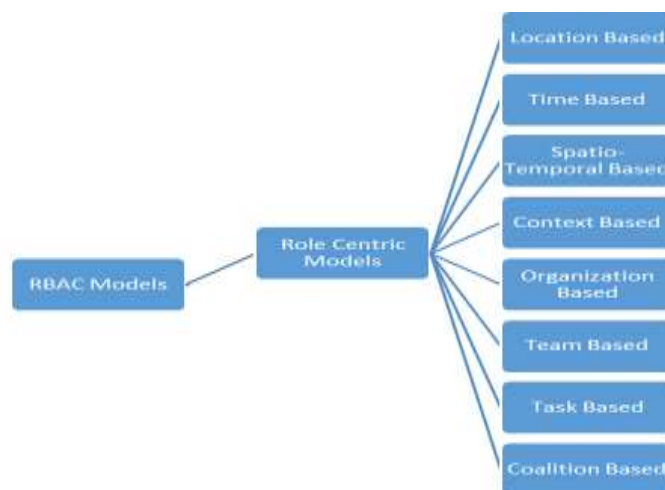 RBAC Models
Role Centric
Models
Location Based
Time Based
Spatio-
Temporal Based
Context Based
Organization
Based
Team Based
Task Based
Coalition Based